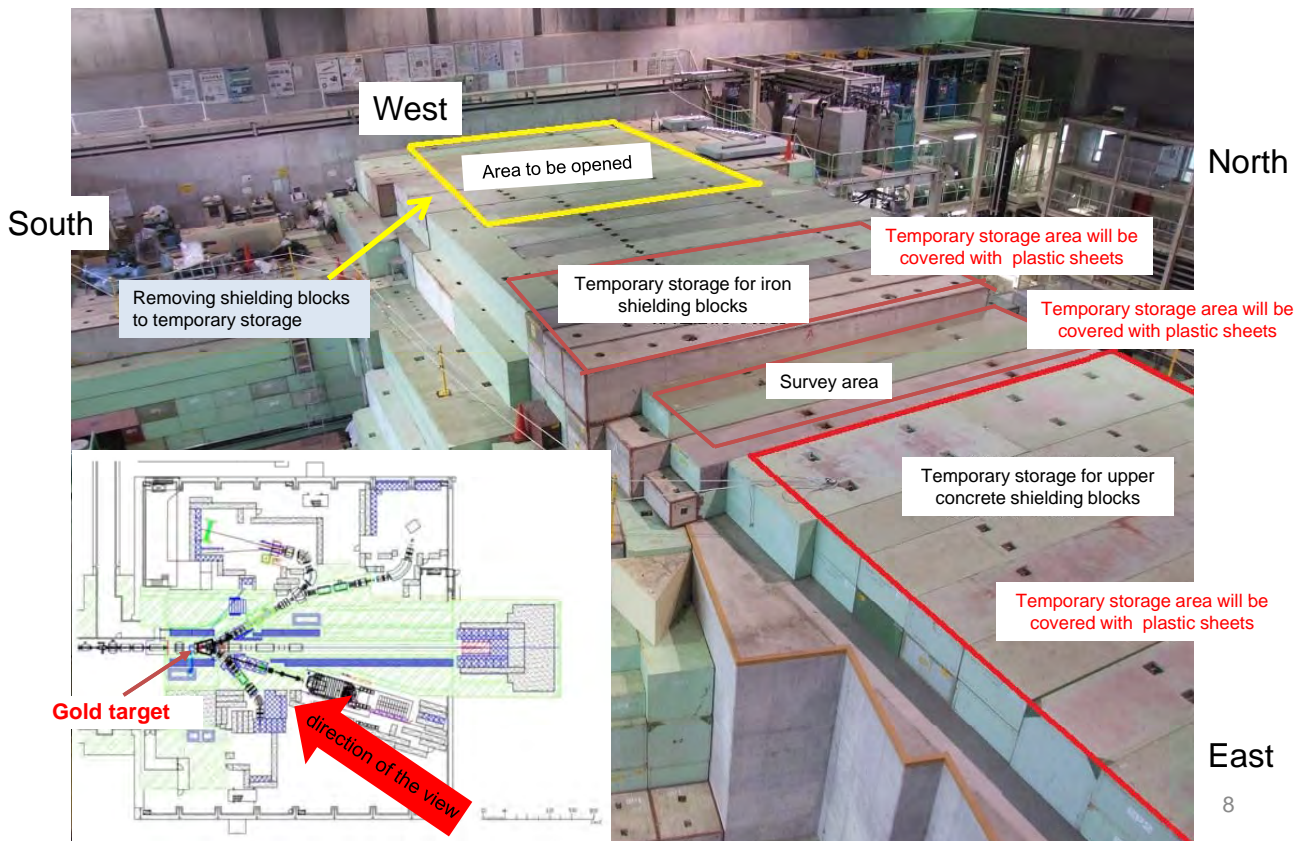 West
North
South
Area to be opened
Temporary storage area will be
covered with plastic sheets
Removing shielding blocks
to temporary storage
Temporary storage for iron
shielding blocks
Temporary storage area will be
covered with plastic sheets
Survey area
Temporary storage for upper
concrete shielding blocks
Temporary storage area will be
covered with plastic sheets
Gold target
direction of the view
East
8